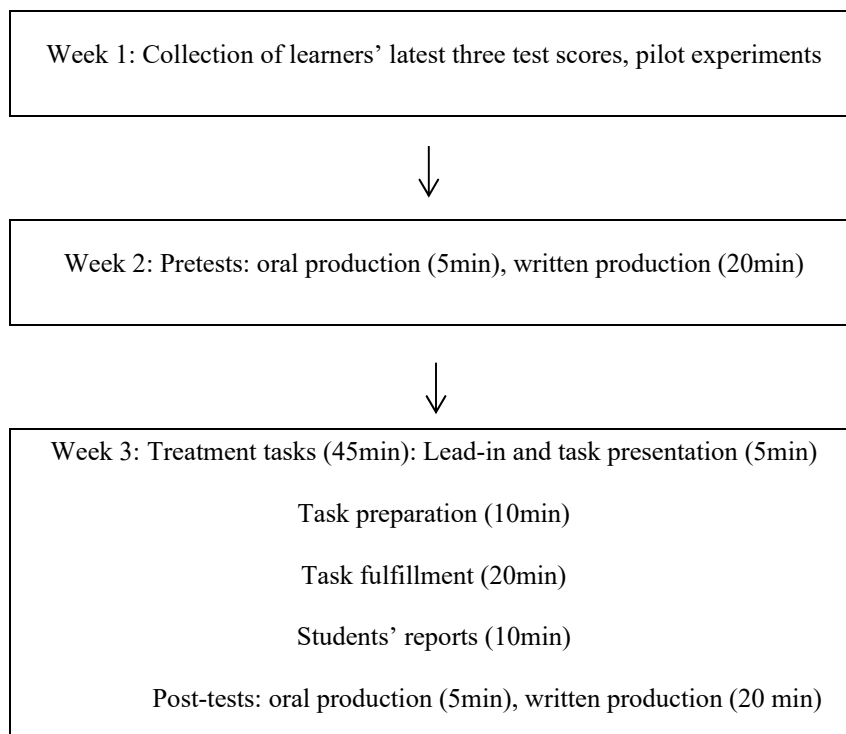 Week 1: Collection of learners’ latest three test scores, pilot experiments
Week 2: Pretests: oral production (5min), written production (20min)
Week 3: Treatment tasks (45min): Lead-in and task presentation (5min)
Task preparation (10min)
Task fulfillment (20min)
Students’ reports (10min)
Post-tests: oral production (5min), written production (20 min)